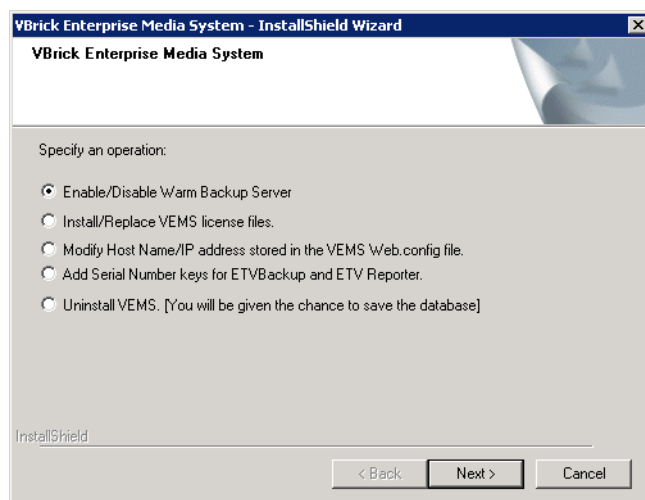 VBrick Enterprise Media System - InstallShield Wizard
VBrick Enterprise Media System
Specify an operation:
Enable/Disable Warm Backup Server
Install/Replace VEMS license files.
Modify Host Name/IP address stored in the VEMS Web.config file.
Add Serial Number keys for ETVBackup and ETV Reporter.
Uninstall VEMS. [You will be given the chance to save the database]
InstallShield
< Back
Next >
Cancel